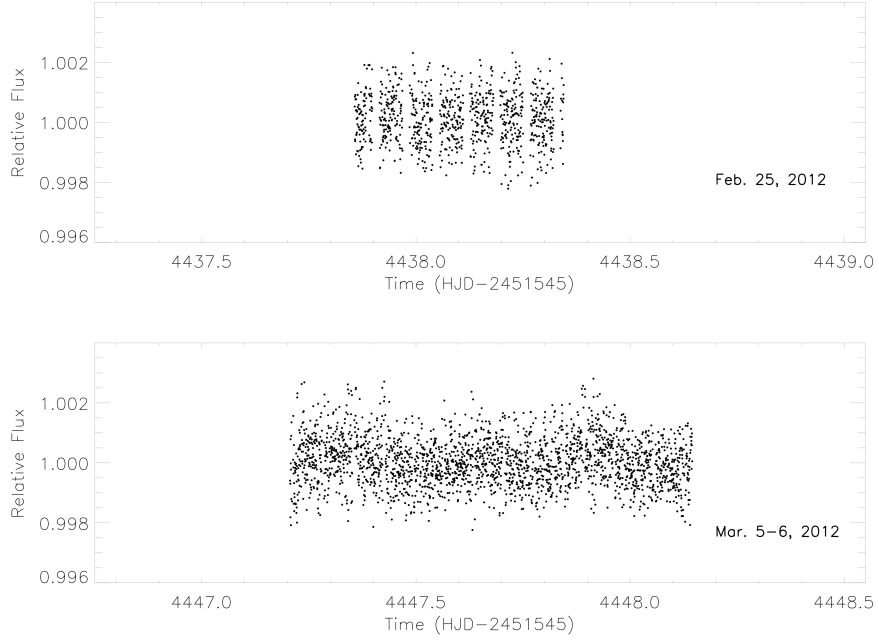 Relative Flux
1.002
1.000
0.998
0.996
Feb. 25, 2012
4437.5 4438.0 4438.5 4439.0
Time (HJD-2451545)
Relative Flux
1.002
1.000
0.998
0.996
Mar. 5-6, 2012
4447.0 4447.5 4448.0 4448.5
Time (HJD-2451545)